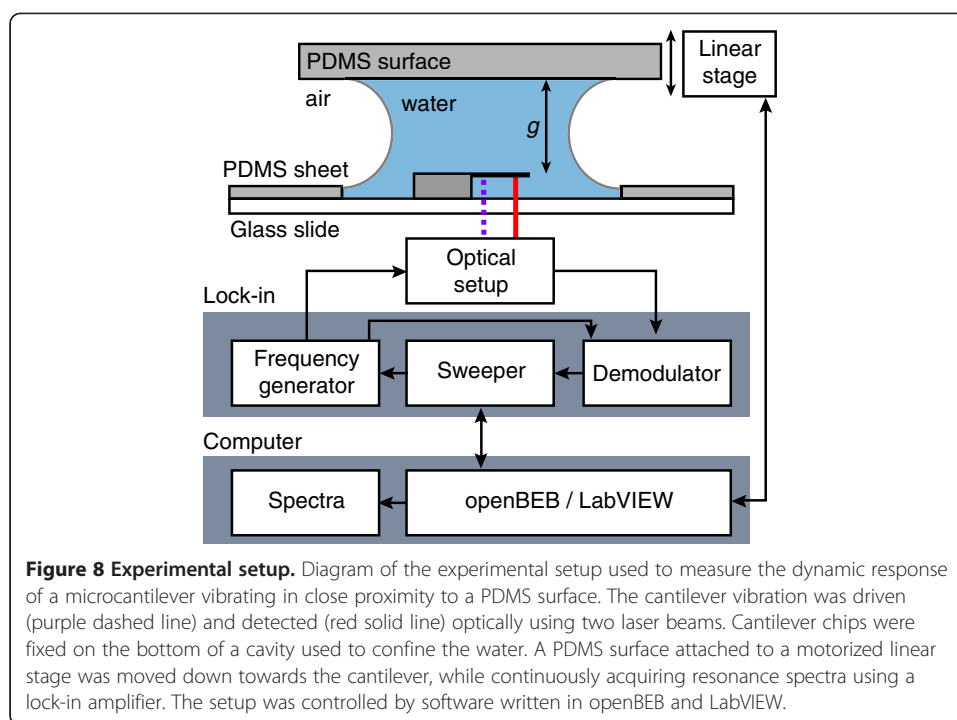 PDMS surface
Linear
stage
air
water
g
PDMS sheet
Glass slide
Optical
setup
Lock-in
Frequency
generator
Sweeper
Demodulator
Computer
Spectra
openBEB / LabVIEW
Figure 8 Experimental setup. Diagram of the experimental setup used to measure the dynamic response
of a microcantilever vibrating in close proximity to a PDMS surface. The cantilever vibration was driven
(purple dashed line) and detected (red solid line) optically using two laser beams. Cantilever chips were
fixed on the bottom of a cavity used to confine the water. A PDMS surface attached to a motorized linear
stage was moved down towards the cantilever, while continuously acquiring resonance spectra using a
lock-in amplifier. The setup was controlled by software written in openBEB and LabVIEW.